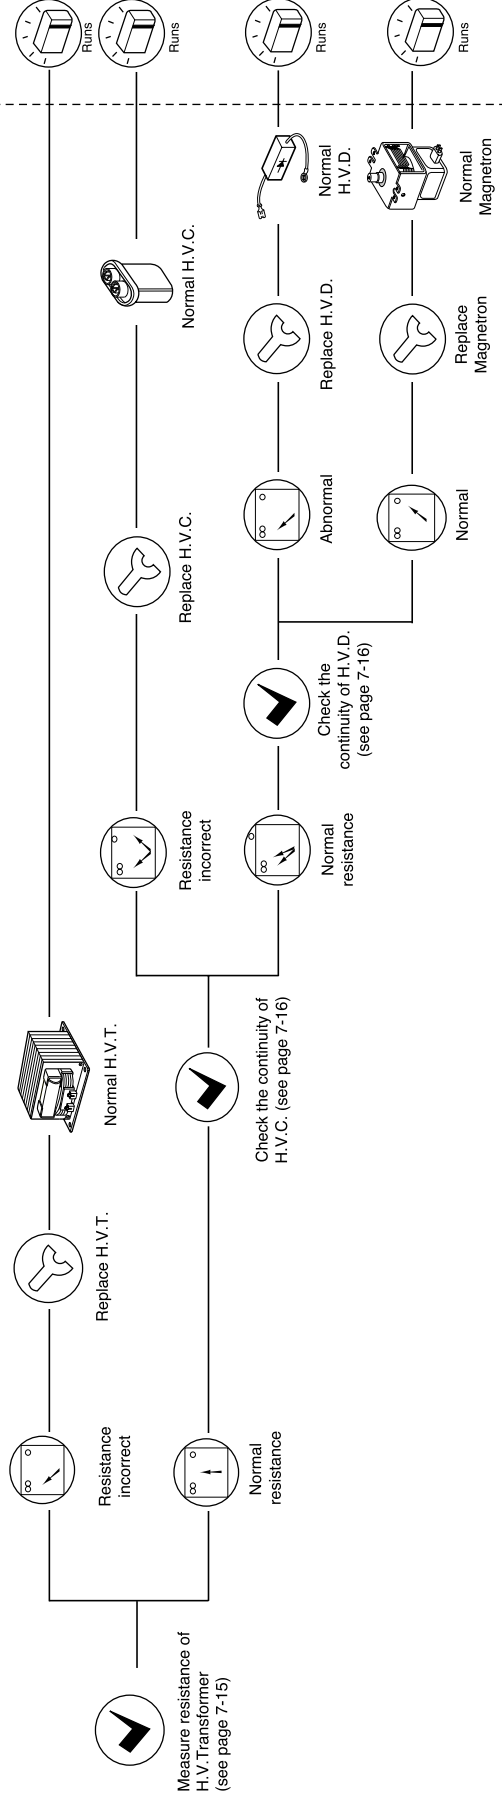 Measure resistance of
H.V.Transformer
(see page 7-15)
Resistance
incorrect
Replace H.V.T.
Normal H.V.T.
Runs
Normal
resistance
Check the continuity of
H.V.C. (see page 7-16)
Resistance
incorrect
Replace H.V.C.
Normal H.V.C.
Runs
Normal
resistance
Check the
continuity of H.V.D.
(see page 7-16)
Abnormal
Replace H.V.D.
Normal
H.V.D.
Runs
Normal
Replace
Magnetron
Normal
Magnetron
Runs